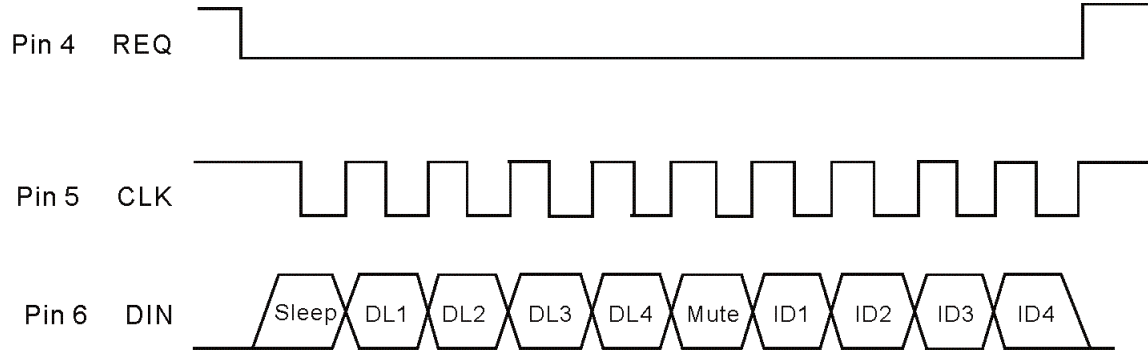 Pin 4 REQ
Pin 5 CLK
Pin 6 DIN Sleep DL1 DL2 DL3 DL4 Mute ID1 ID2 ID3 ID4